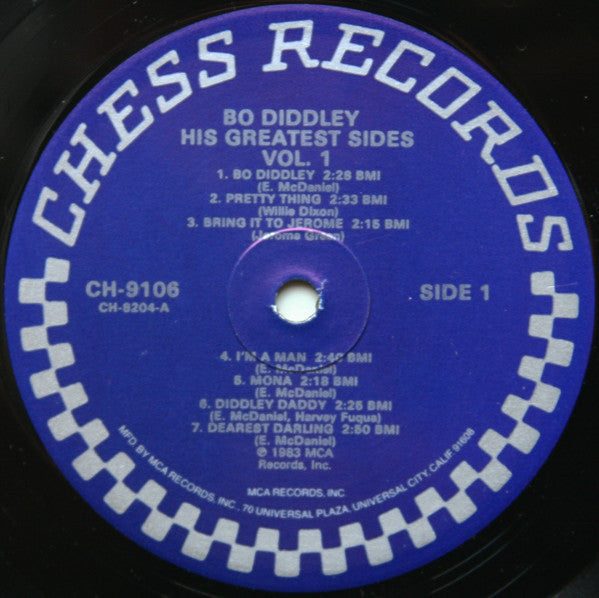 CHESS RECORDS
BO DIDDLEY
HIS GREATEST SIDES
VOL. 1
1. BO DIDDLEY 2:28 BMI
(E. McDaniel)
2. PRETTY THING 2:33 BMI
(Willie Dixon)
3. BRING IT TO JEROME 2:15 BMI
(Jerome Green)
CH-9106
CH-8204-A
SIDE 1
4. I'M A MAN 2:40 BMI
(E. McDaniel)
5. MONA 2:18 BMI
(E. McDaniel)
6. DIDDLEY DADDY 2:25 BMI
(E. McDaniel, Harvey Fuqua)
7. DEAREST DARLING 2:50 BMI
(E. McDaniel)
℗ 1983 MCA
Records, Inc.
MCA RECORDS, INC.
MFD. BY MCA RECORDS, INC., 70 UNIVERSAL PLAZA, UNIVERSAL CITY, CALIF. 91608